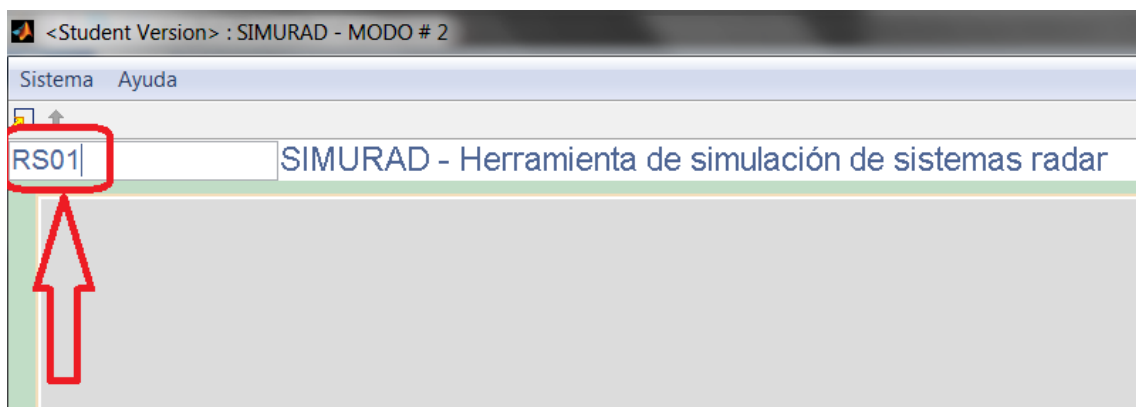 <Student Version> : SIMURAD - MODO # 2
Sistema Ayuda
RS01 SIMURAD - Herramienta de simulación de sistemas radar